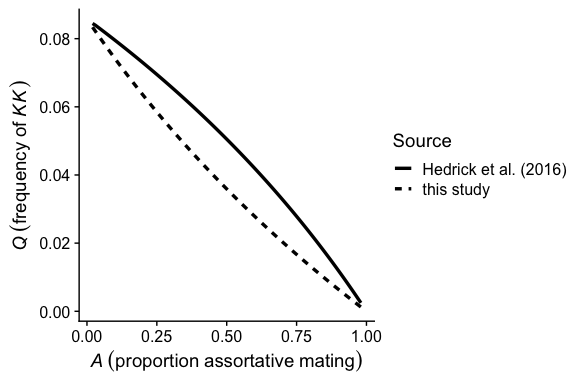 0.08
0.06
0.04
0.02
0.00
Q (frequency of KK)
0.00 0.25 0.50 0.75 1.00
A (proportion assortative mating)
Source
Hedrick et al. (2016)
this study